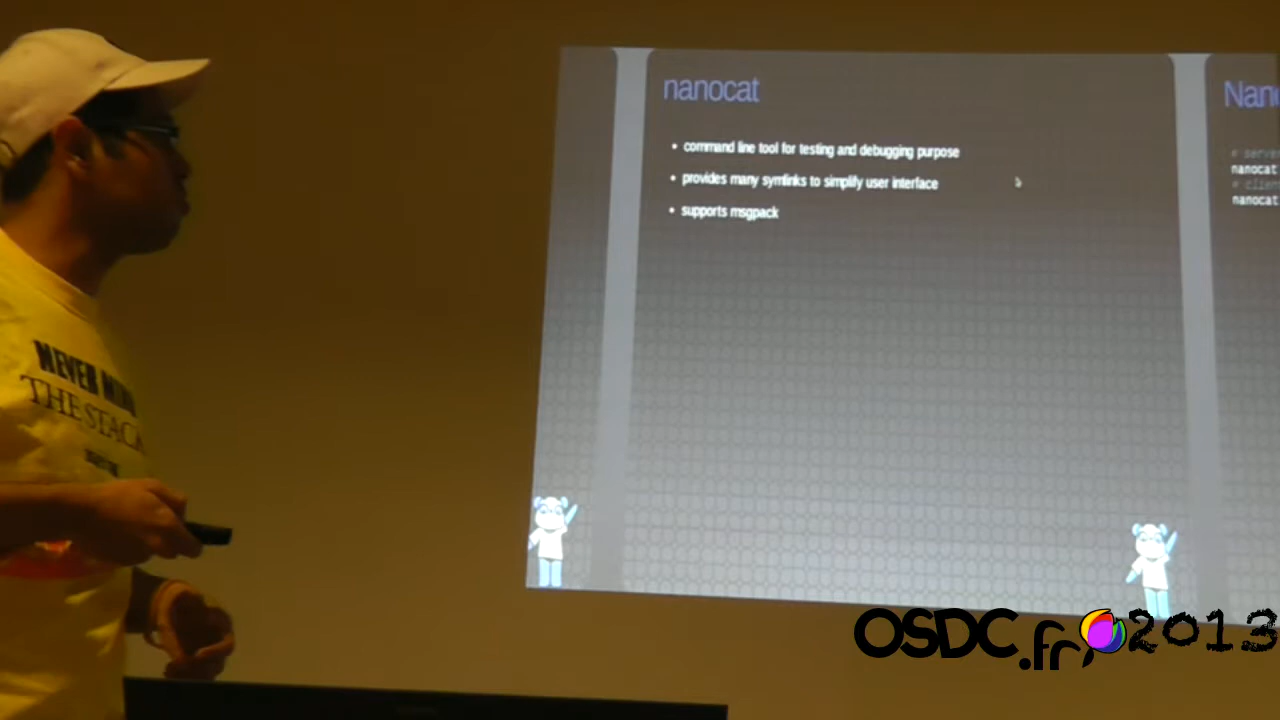 nanocat
• command line tool for testing and debugging purpose
• provides many symlinks to simplify user interface
• supports msgpack
nanocat
nanocat
NEVER MIND
THE STACK
OSDC.fr 2013